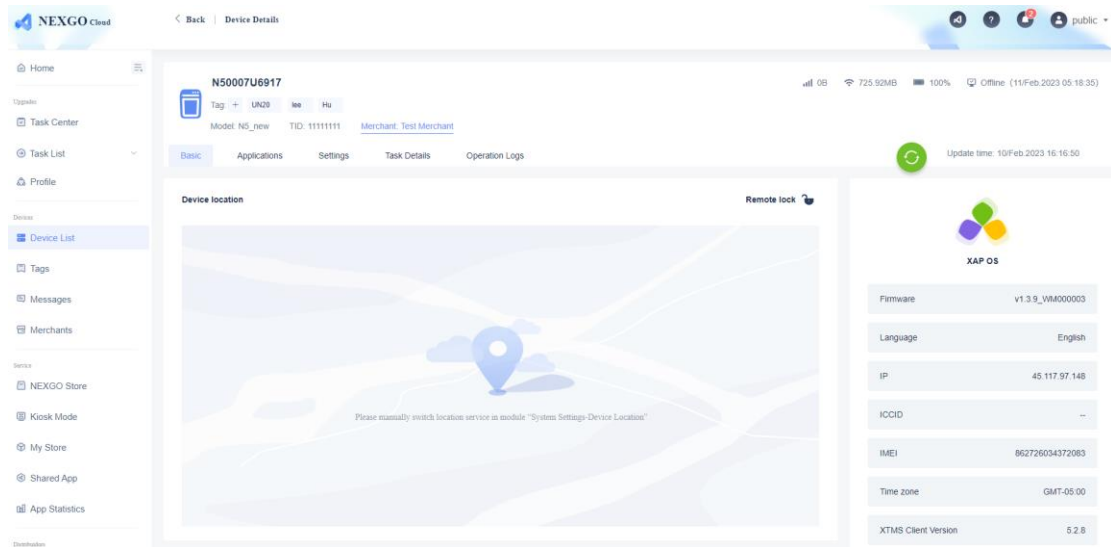 NEXGO Cloud
Back | Device Details
2
public
Home
Upgrades
Task Center
Task List
Profile
Devices
Device List
Tags
Messages
Merchants
Service
NEXGO Store
Kiosk Mode
My Store
Shared App
App Statistics
Distribution
N50007U6917
0B 725.92MB 100% Offline (11/Feb.2023 05:18:35)
Tag: + UN20 lee Hu
Model: N5_new TID: 11111111 Merchant: Test Merchant
Basic Applications Settings Task Details Operation Logs
Update time: 10/Feb.2023 16:16:50
Device location Remote lock
Please manually switch location service in module “System Settings-Device Location”
XAP OS
Firmware v1.3.9_WM000003
Language English
IP 45.117.97.148
ICCID --
IMEI 862726034372083
Time zone GMT-05:00
XTMS Client Version 5.2.8